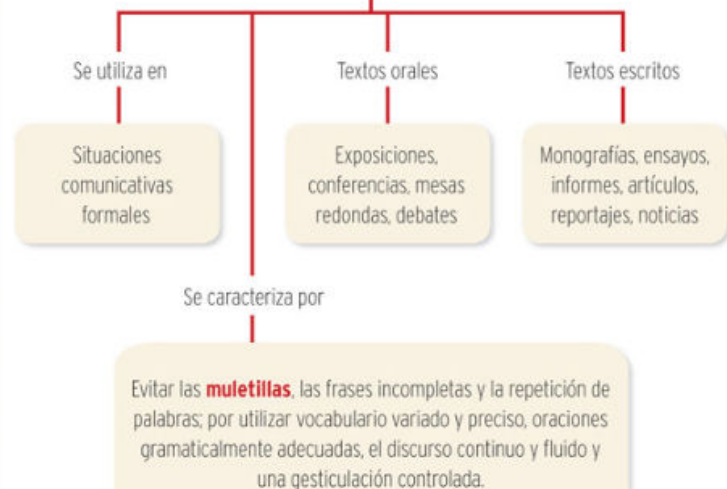 Se utiliza en
Situaciones
comunicativas
formales
Textos orales
Exposiciones,
conferencias, mesas
redondas, debates
Textos escritos
Monografías, ensayos,
informes, artículos,
reportajes, noticias
Se caracteriza por
Evitar las muletillas, las frases incompletas y la repetición de
palabras; por utilizar vocabulario variado y preciso, oraciones
gramaticalmente adecuadas, el discurso continuo y fluido y
una gesticulación controlada.